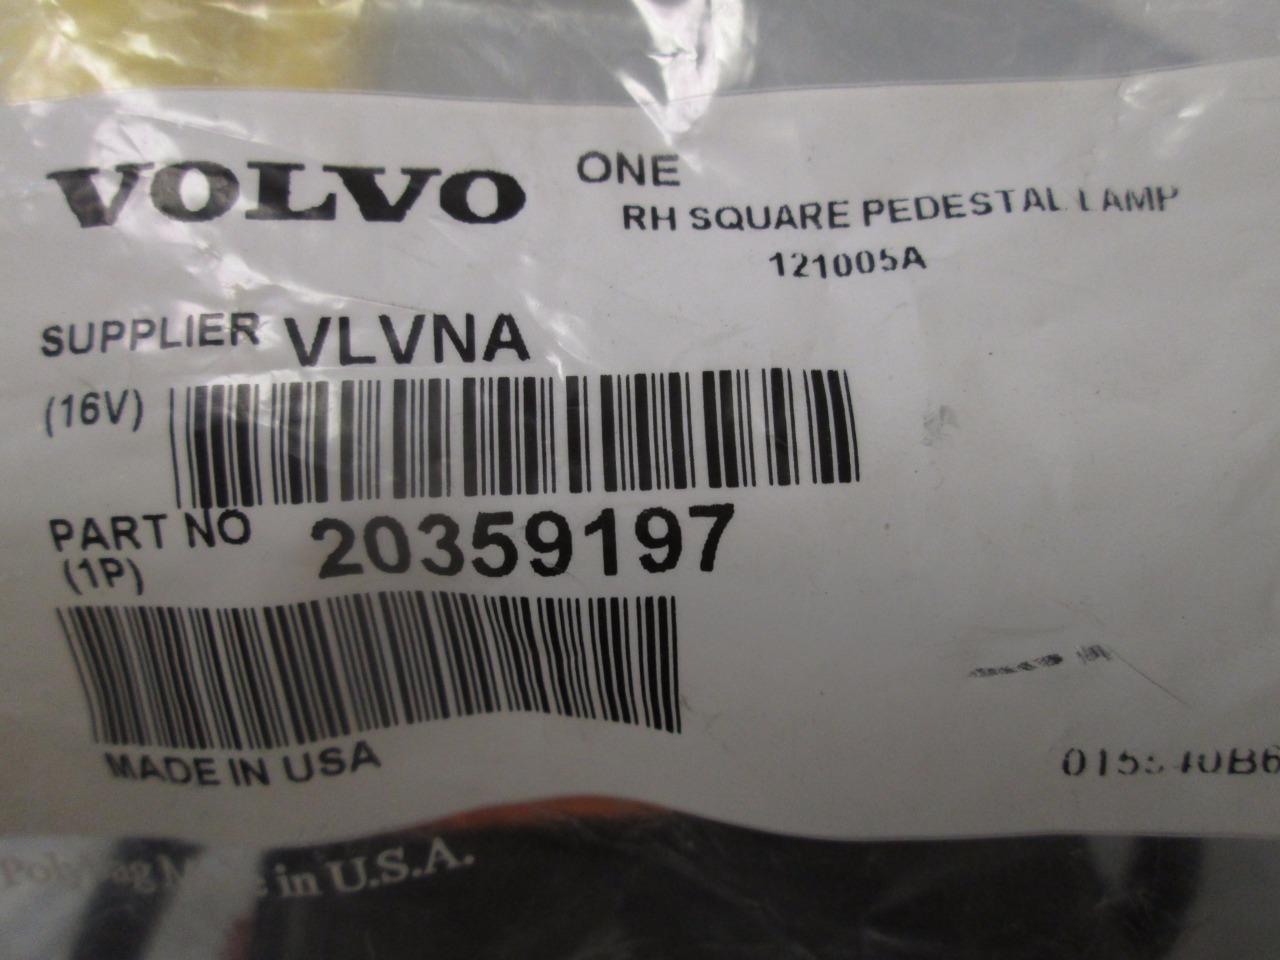 VOLVO
ONE
RH SQUARE PEDESTAL LAMP
121005A
SUPPLIER VLVNA
(16V)
PART NO 20359197
(1P)
MADE IN USA
in U.S.A.